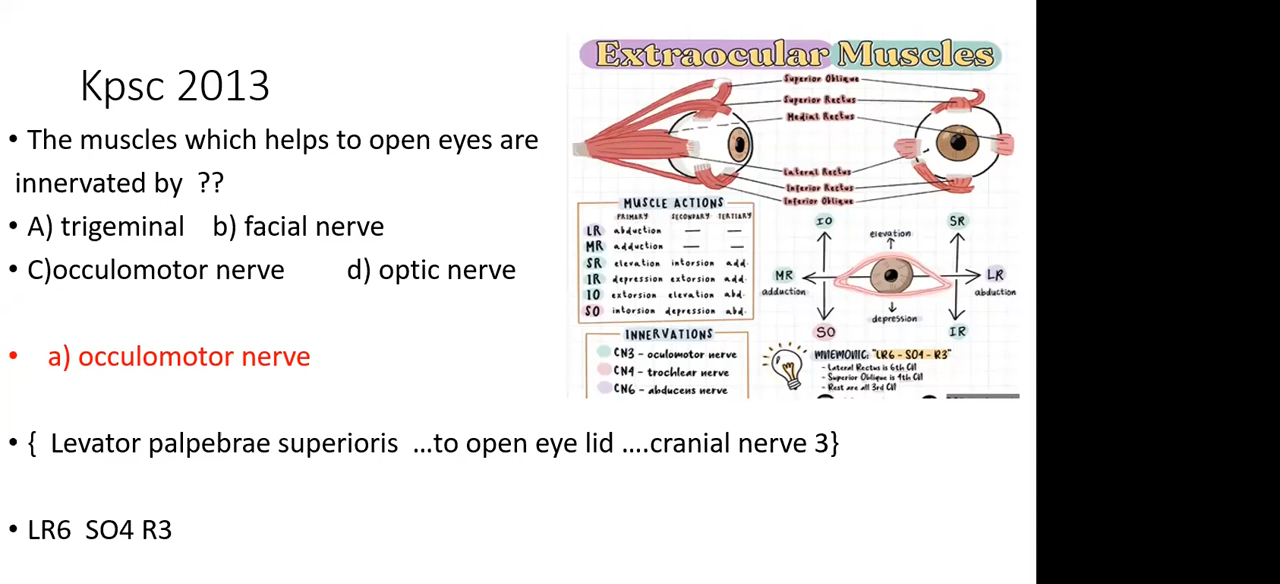 Kpsc 2013
• The muscles which helps to open eyes are
innervated by ??
• A) trigeminal b) facial nerve
• C)occulomotor nerve d) optic nerve
• a) occulomotor nerve
• { Levator palpebrae superioris ...to open eye lid ....cranial nerve 3}
• LR6 SO4 R3
Extraocular Muscles
Superior Oblique
Superior Rectus
Medial Rectus
Lateral Rectus
Inferior Rectus
Inferior Oblique
MUSCLE ACTIONS
PRIMARY SECONDARY TERTIARY
LR abduction — —
MR adduction — —
SR elevation intorsion add.
IR depression extorsion add.
IO extorsion elevation abd.
SO intorsion depression abd.
IO SR
elevation
MR LR
adduction abduction
depression
SO IR
INNERVATIONS
CN3 - oculomotor nerve
CN4 - trochlear nerve
CN6 - abducens nerve
MNEMONIC: "LR6 - SO4 - R3"
- Lateral Rectus is 6th CN
- Superior Oblique is 4th CN
- Rest are all 3rd CN